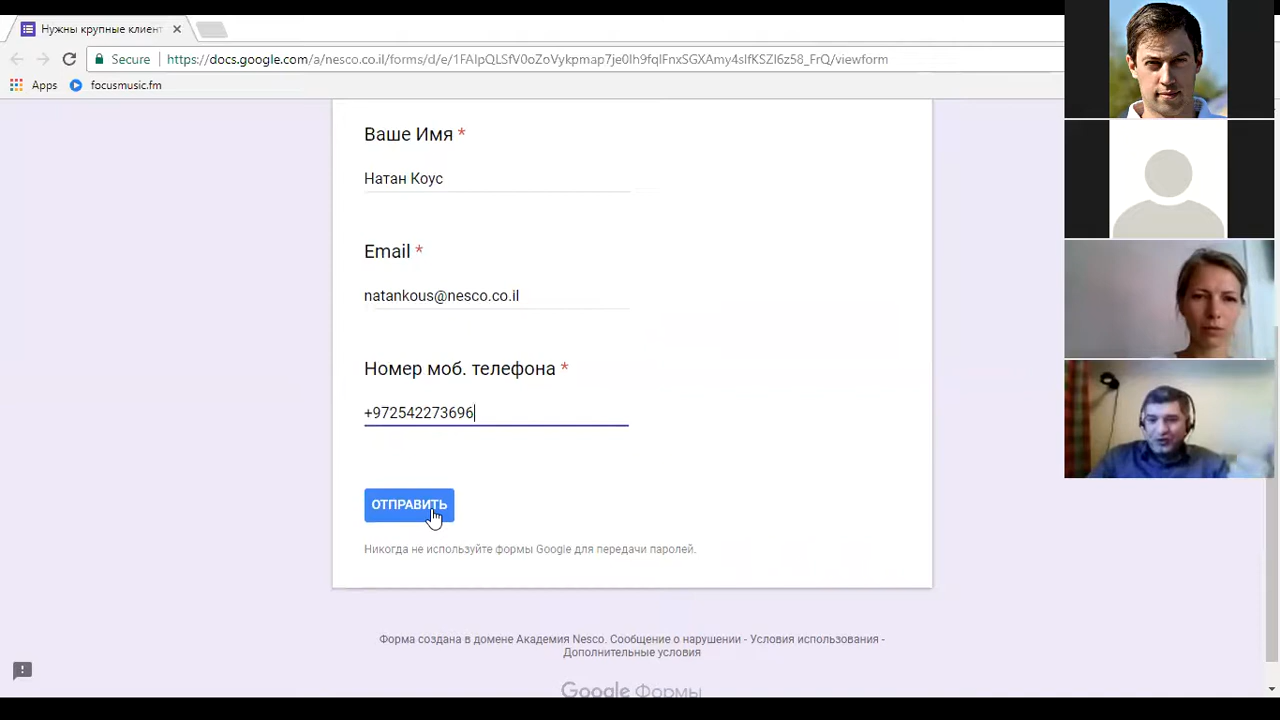 Нужны крупные клиент
Secure
https://docs.google.com/a/nesco.co.il/forms/d/e/1FAIpQLSfV0oZoVykpmap7je0Ih9fqIFnxSGXAmy4sIfKSZI6z58_FrQ/viewform
Apps
focusmusic.fm
Ваше Имя *
Натан Коус
Email *
natankous@nesco.co.il
Номер моб. телефона *
+972542273696
ОТПРАВИТЬ
Никогда не используйте формы Google для передачи паролей.
Форма создана в домене Академия Nesco. Сообщение о нарушении - Условия использования -
Дополнительные условия
Google Формы